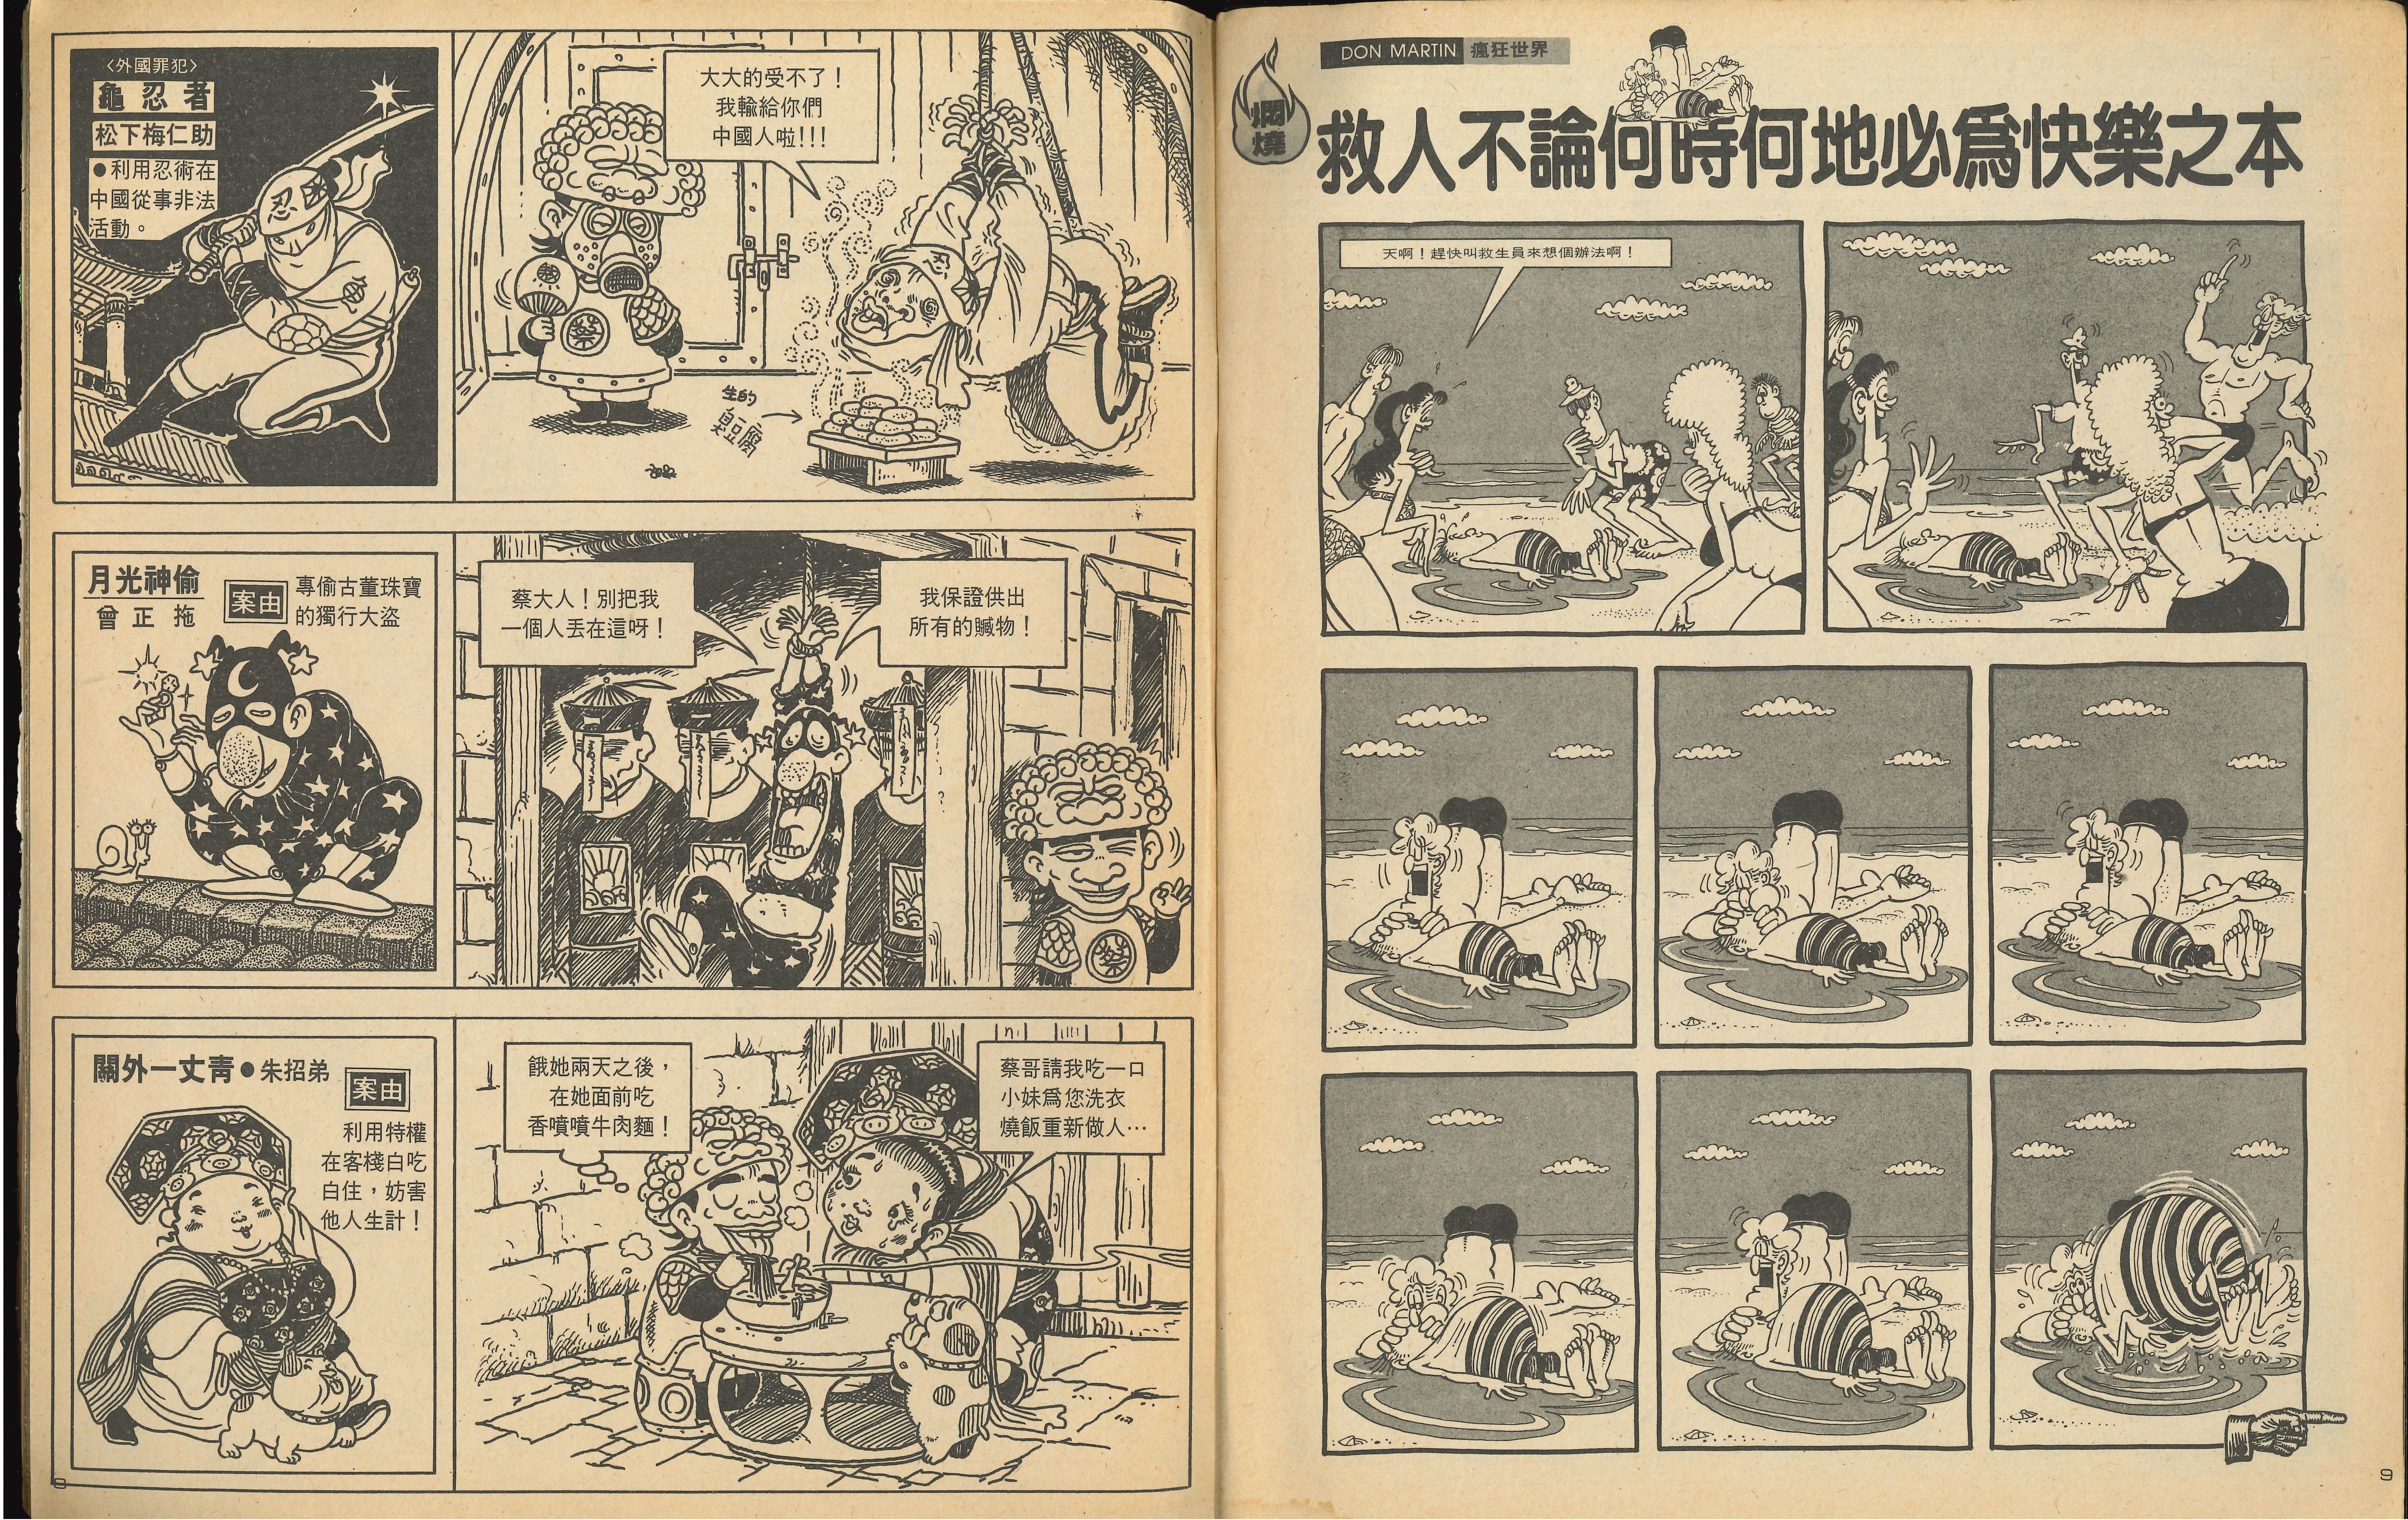 〈外國罪犯〉
龜忍者
松下梅仁助
●利用忍術在
中國從事非法
活動。
忍
大大的受不了！
我輸給你們
中國人啦!!!
蔡
生的
臭豆腐
月光神偷
曾正拖
案由
專偷古董珠寶
的獨行大盜
蔡大人！別把我
一個人丟在這呀！
我保證供出
所有的贓物！
蔡
關外一丈青●朱招弟
案由
利用特權
在客棧白吃
白住，妨害
他人生計！
餓她兩天之後，
在她面前吃
香噴噴牛肉麵！
蔡哥請我吃一口
小妹爲您洗衣
燒飯重新做人…
8
DON MARTIN 瘋狂世界
悶燒
救人不論何時何地必爲快樂之本
天啊！趕快叫救生員來想個辦法啊！
9